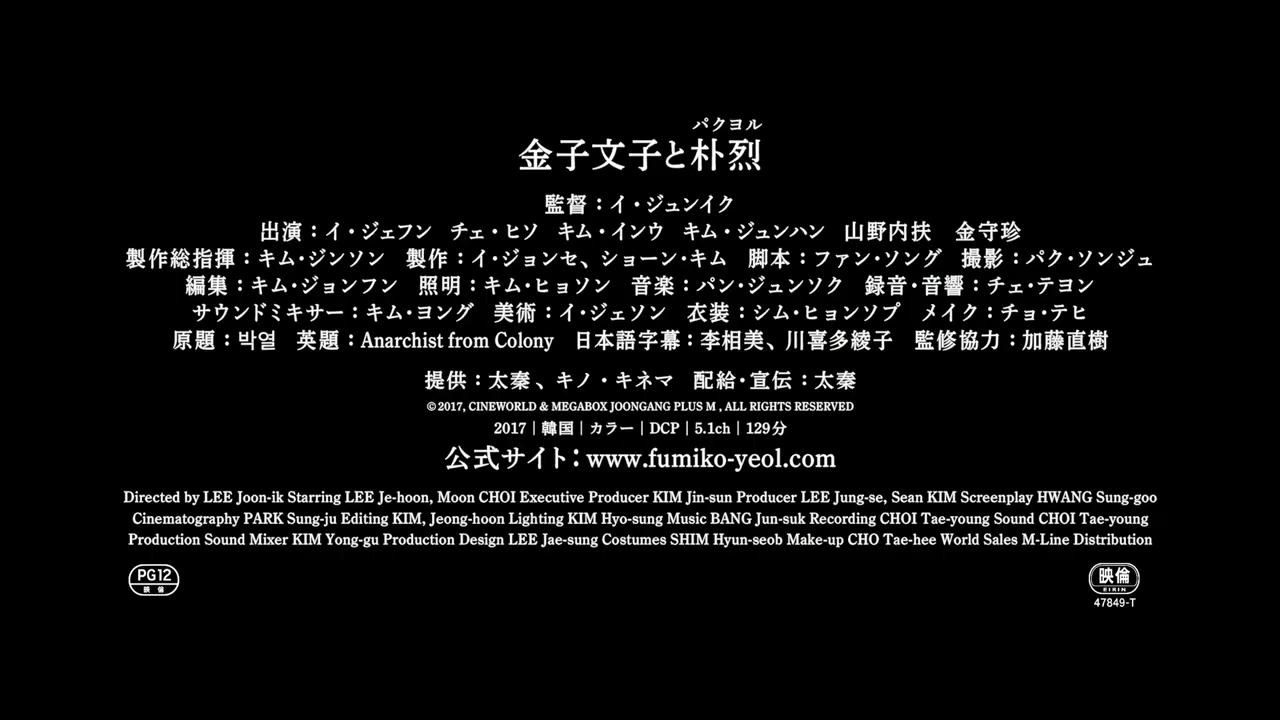 パクヨル
金子文子と朴烈
監督：イ・ジュンイク
出演：イ・ジェフン　チェ・ヒソ　キム・インウ　キム・ジュンハン　山野内扶　金守珍
製作総指揮：キム・ジンソン　製作：イ・ジョンセ、ショーン・キム　脚本：ファン・ソング　撮影：パク・ソンジュ
編集：キム・ジョンフン　照明：キム・ヒョソン　音楽：パン・ジュンソク　録音・音響：チェ・テヨン
サウンドミキサー：キム・ヨング　美術：イ・ジェソン　衣装：シム・ヒョンソプ　メイク：チョ・テヒ
原題：박열　英題：Anarchist from Colony　日本語字幕：李相美、川喜多綾子　監修協力：加藤直樹
提供：太秦、キノ・キネマ　配給・宣伝：太秦
©2017, CINEWORLD & MEGABOX JOONGANG PLUS M , ALL RIGHTS RESERVED
2017｜韓国｜カラー｜DCP｜5.1ch｜129分
公式サイト：www.fumiko-yeol.com
Directed by LEE Joon-ik Starring LEE Je-hoon, Moon CHOI Executive Producer KIM Jin-sun Producer LEE Jung-se, Sean KIM Screenplay HWANG Sung-goo
Cinematography PARK Sung-ju Editing KIM, Jeong-hoon Lighting KIM Hyo-sung Music BANG Jun-suk Recording CHOI Tae-young Sound CHOI Tae-young
Production Sound Mixer KIM Yong-gu Production Design LEE Jae-sung Costumes SHIM Hyun-seob Make-up CHO Tae-hee World Sales M-Line Distribution
PG12
映倫
映倫
EIRIN
47849-T